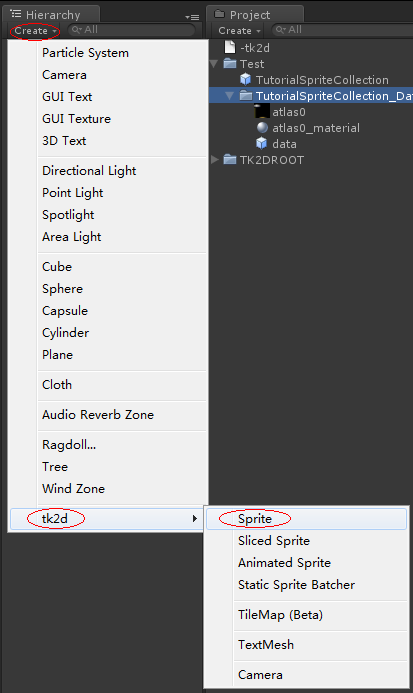 Hierarchy
Create
All
Particle System
Camera
GUI Text
GUI Texture
3D Text
Directional Light
Point Light
Spotlight
Area Light
Cube
Sphere
Capsule
Cylinder
Plane
Cloth
Audio Reverb Zone
Ragdoll...
Tree
Wind Zone
tk2d
Sprite
Sliced Sprite
Animated Sprite
Static Sprite Batcher
TileMap (Beta)
TextMesh
Camera
Project
Create
All
-tk2d
Test
TutorialSpriteCollection
TutorialSpriteCollection_Da
atlas0
atlas0_material
data
TK2DROOT